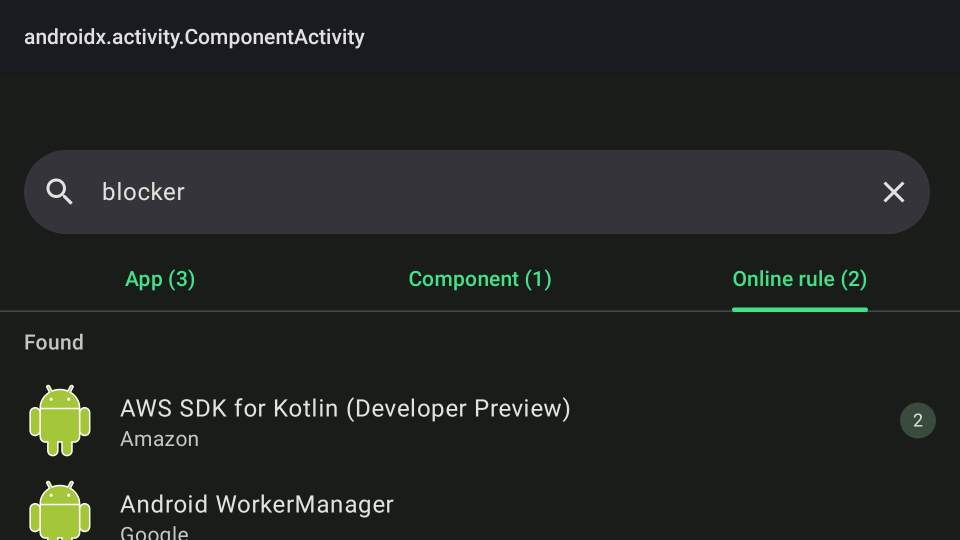 androidx.activity.ComponentActivity
blocker
App (3)
Component (1)
Online rule (2)
Found
AWS SDK for Kotlin (Developer Preview)
Amazon
2
Android WorkerManager
Google